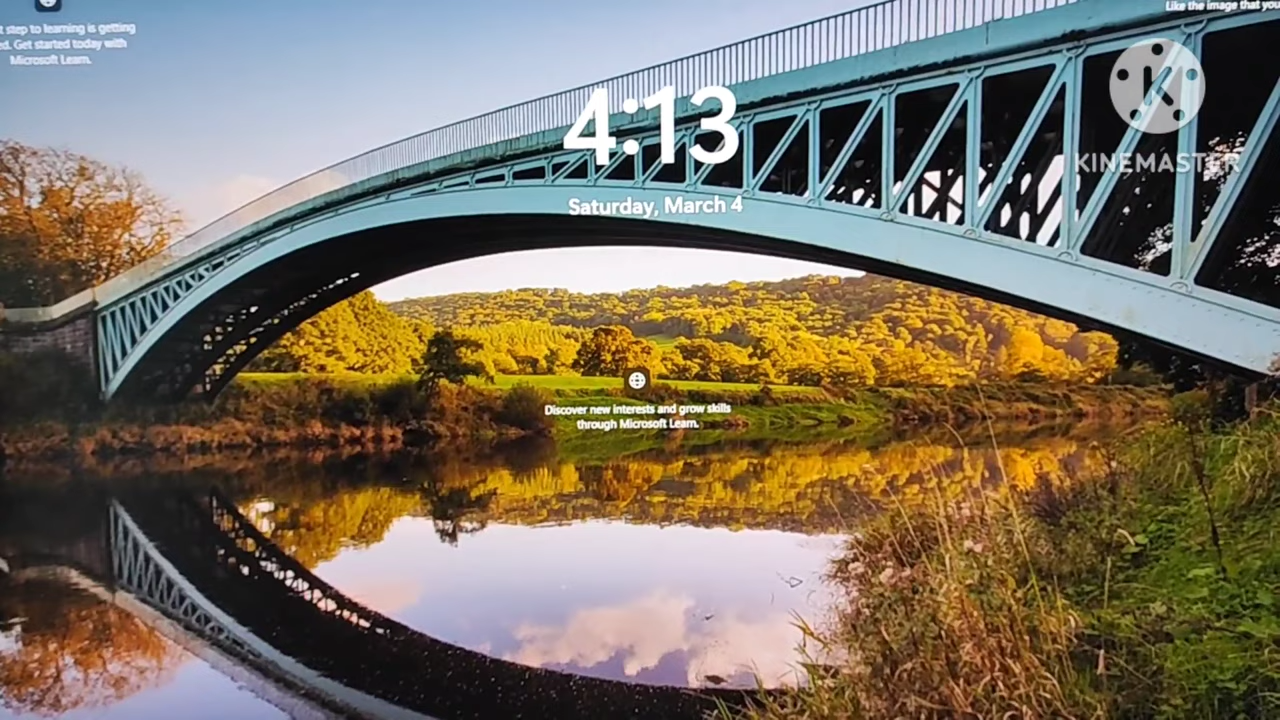 t step to learning is getting
ed. Get started today with
Microsoft Learn.
Like the image that you
KINEMASTER
4:13
Saturday, March 4
Discover new interests and grow skills
through Microsoft Learn.